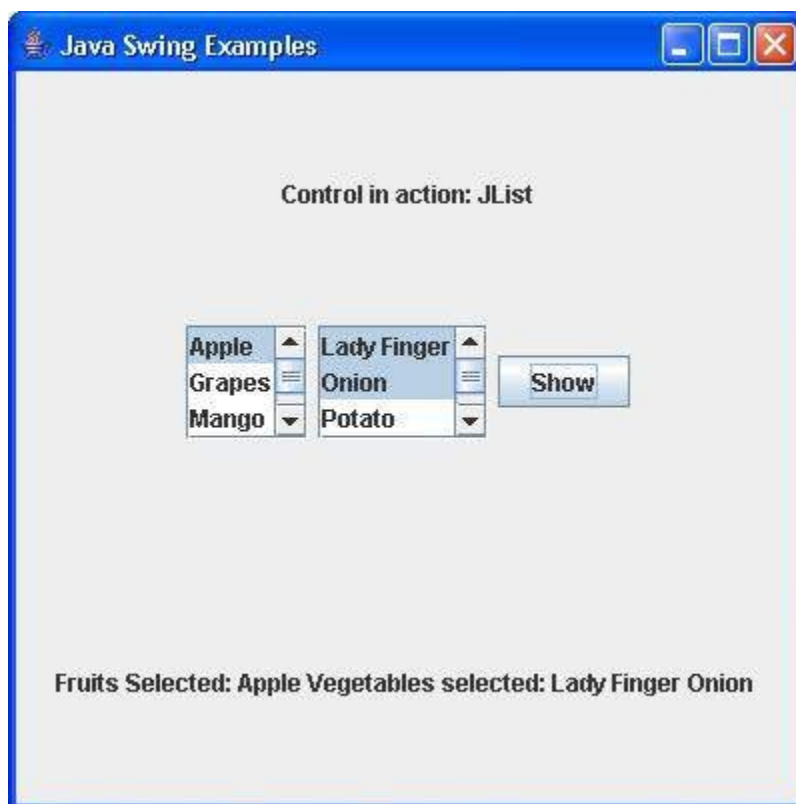 Java Swing Examples
Control in action: JList
Apple
Grapes
Mango
Lady Finger
Onion
Potato
Show
Fruits Selected: Apple Vegetables selected: Lady Finger Onion